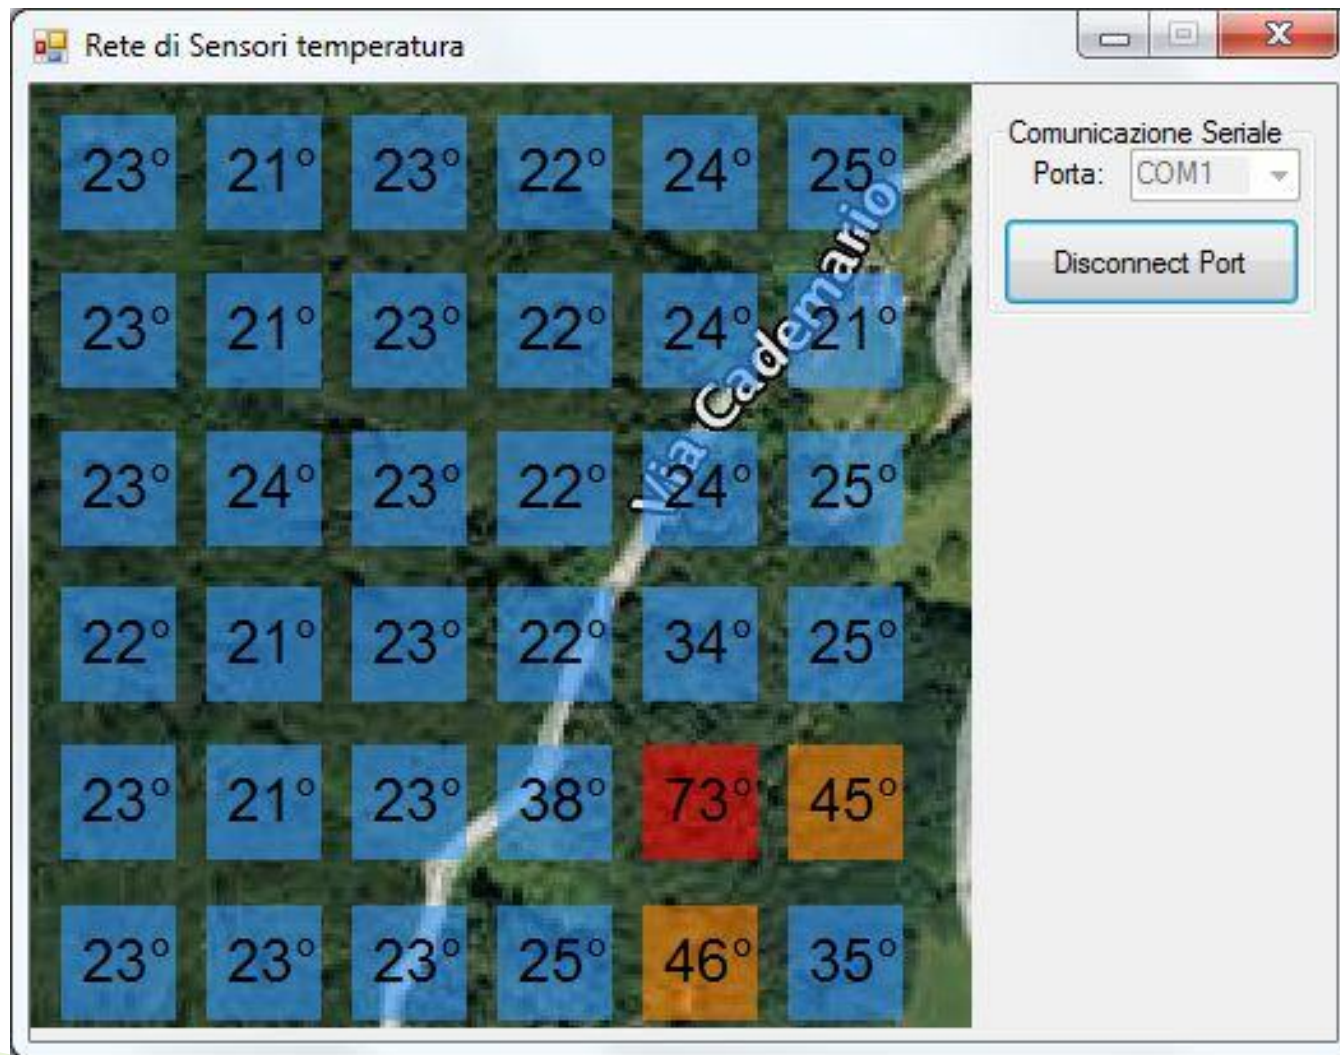 Rete di Sensori temperatura
Comunicazione Seriale
Porta: COM1
Disconnect Port
23° 21° 23° 22° 24° 25°
23° 21° 23° 22° 24° 21°
Via Cademario
23° 24° 23° 22° 24° 25°
22° 21° 23° 22° 34° 25°
23° 21° 23° 38° 73° 45°
23° 23° 23° 25° 46° 35°